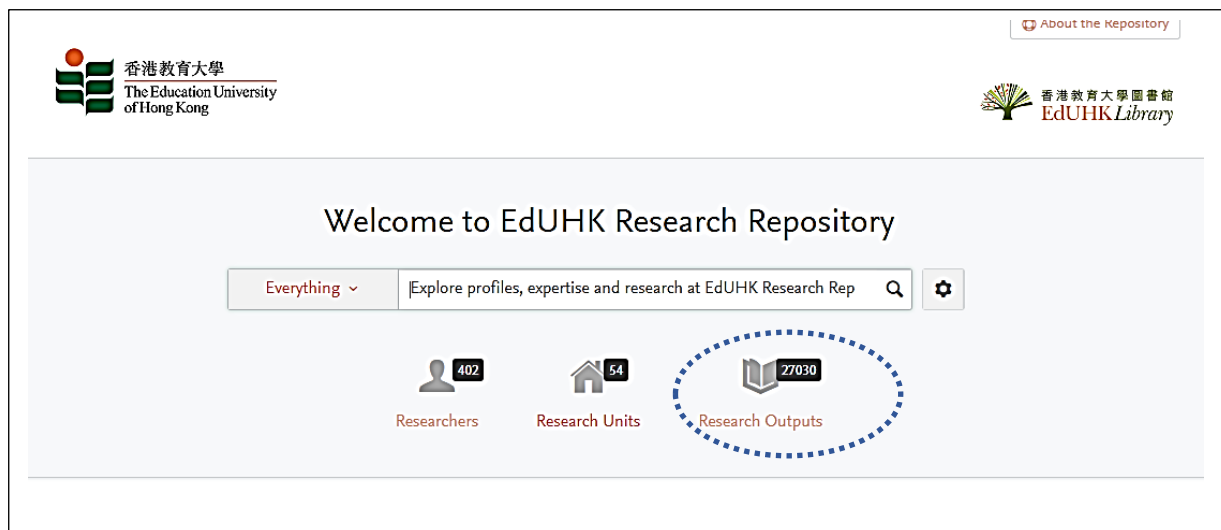 About the Repository
香港教育大學
The Education University
of Hong Kong
香港教育大學圖書館
EdUHK Library
Welcome to EdUHK Research Repository
Everything
Explore profiles, expertise and research at EdUHK Research Rep
402
54
27030
Researchers
Research Units
Research Outputs